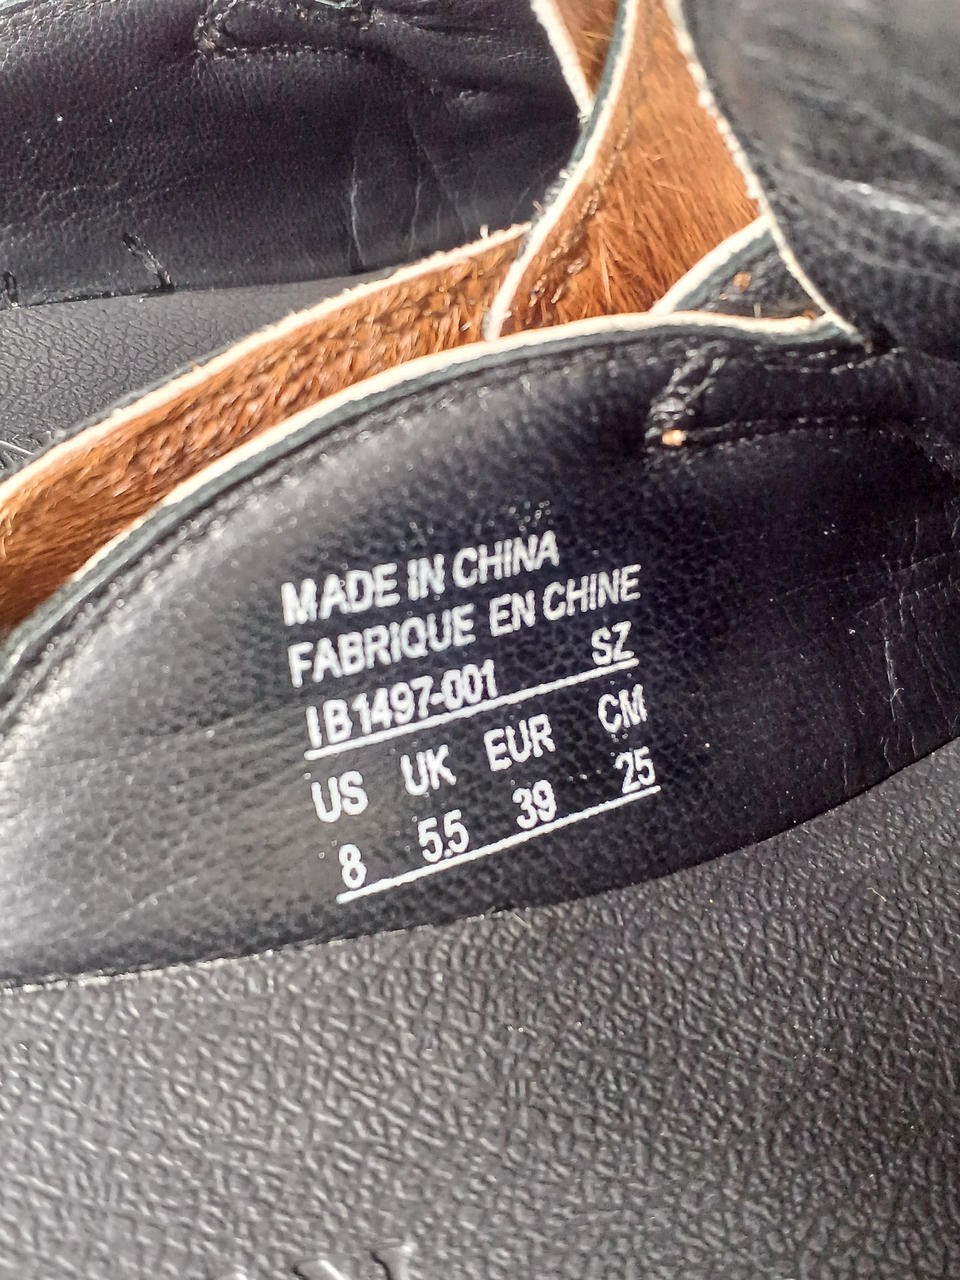 MADE IN CHINA
FABRIQUE EN CHINE
IB1497-001 SZ
US UK EUR CM
8 5.5 39 25